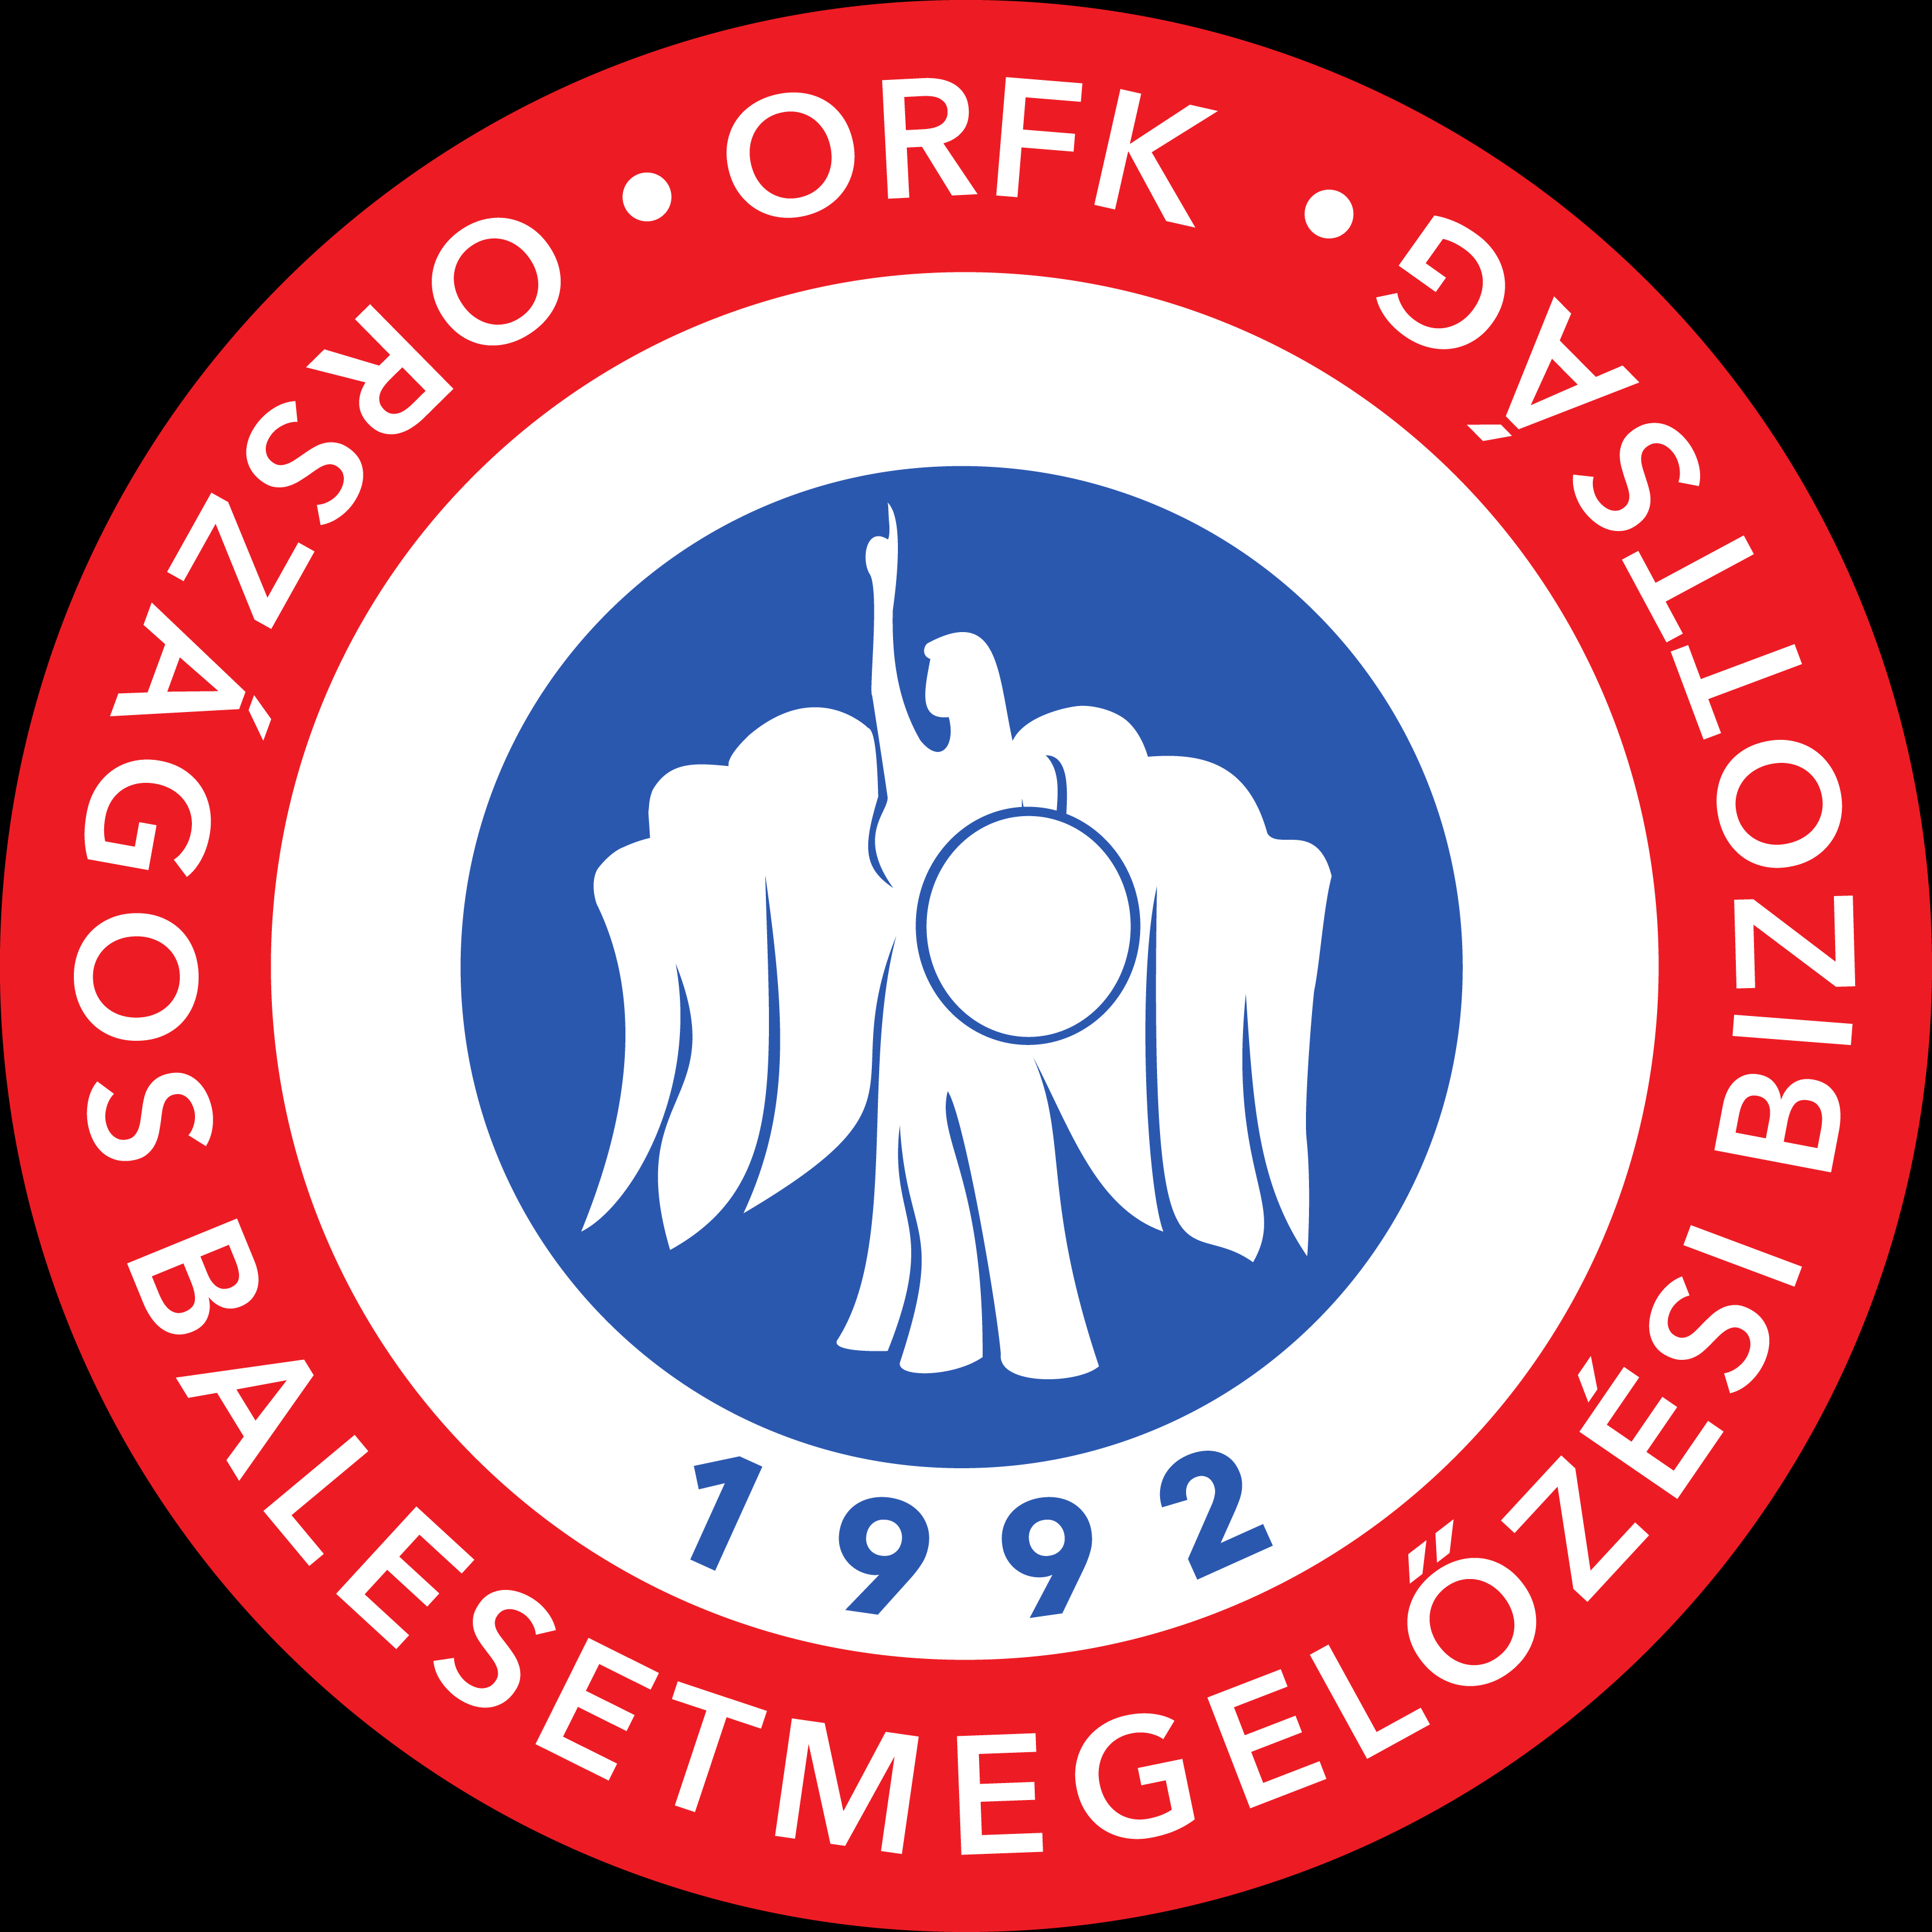 • ORFK •
ORSZÁGOS BALESETMEGELŐZÉSI BIZOTTSÁG
1992